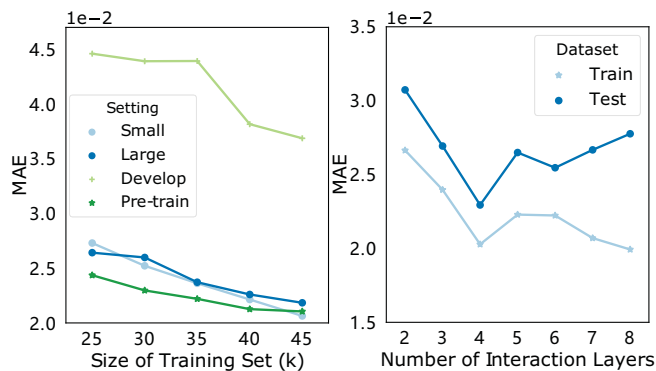 1e−2
MAE
4.5
4.0
3.5
3.0
2.5
2.0
Setting
Small
Large
Develop
Pre-train
25 30 35 40 45
Size of Training Set (k)
1e−2
MAE
3.5
3.0
2.5
2.0
1.5
Dataset
Train
Test
2 3 4 5 6 7 8
Number of Interaction Layers